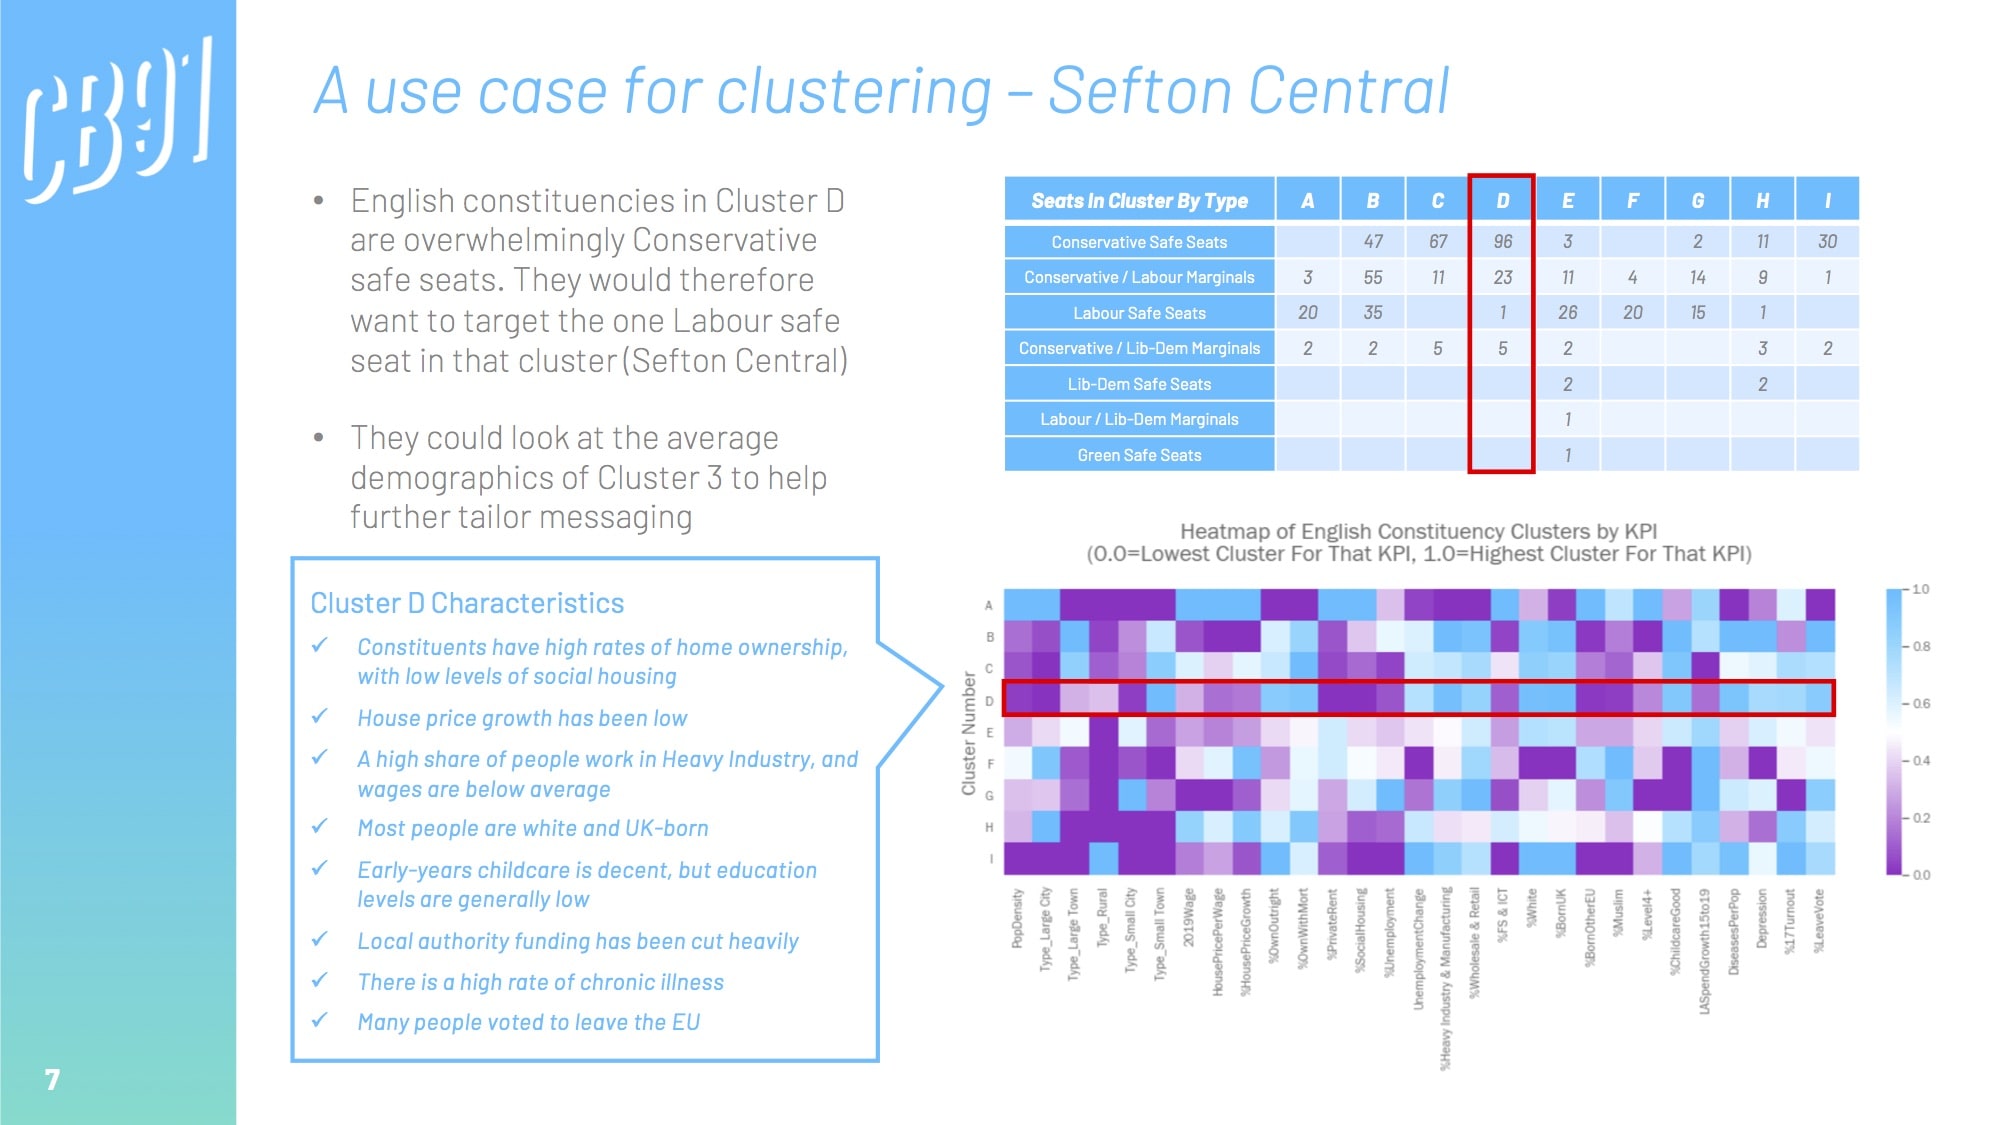 CB91
A use case for clustering – Sefton Central
• English constituencies in Cluster D
are overwhelmingly Conservative
safe seats. They would therefore
want to target the one Labour safe
seat in that cluster (Sefton Central)
• They could look at the average
demographics of Cluster 3 to help
further tailor messaging
Cluster D Characteristics
✓ Constituents have high rates of home ownership,
with low levels of social housing
✓ House price growth has been low
✓ A high share of people work in Heavy Industry, and
wages are below average
✓ Most people are white and UK-born
✓ Early-years childcare is decent, but education
levels are generally low
✓ Local authority funding has been cut heavily
✓ There is a high rate of chronic illness
✓ Many people voted to leave the EU
Seats In Cluster By Type A B C D E F G H I
Conservative Safe Seats 47 67 96 3 2 11 30
Conservative / Labour Marginals 3 55 11 23 11 4 14 9 1
Labour Safe Seats 20 35 1 26 20 15 1
Conservative / Lib-Dem Marginals 2 2 5 5 2 3 2
Lib-Dem Safe Seats 2 2
Labour / Lib-Dem Marginals 1
Green Safe Seats 1
Heatmap of English Constituency Clusters by KPI
(0.0=Lowest Cluster For That KPI, 1.0=Highest Cluster For That KPI)
Cluster Number
A
B
C
D
E
F
G
H
I
PopDensity
Type_Large City
Type_Large Town
Type_Rural
Type_Small City
Type_Small Town
2019Wage
HousePricePerWage
%HousePriceGrowth
%OwnOutright
%OwnWithMort
%PrivateRent
%SocialHousing
%Unemployment
UnemploymentChange
%Heavy Industry & Manufacturing
%Wholesale & Retail
%FS & ICT
%White
%BornUK
%BornOtherEU
%Muslim
%Level4+
%ChildcareGood
LASpendGrowth15to19
DiseasesPerPop
Depression
%17Turnout
%LeaveVote
1.0
0.8
0.6
0.4
0.2
0.0
7